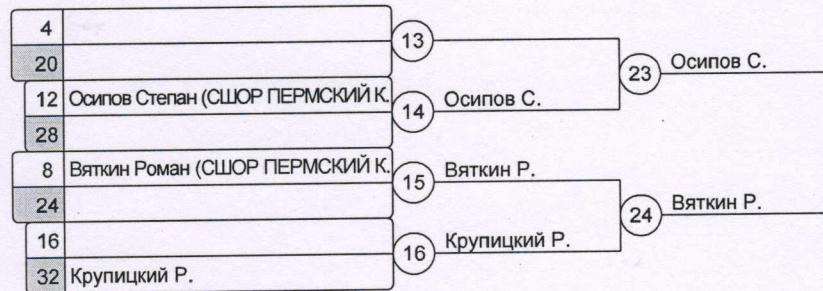 4
20
13
12 Осипов Степан (СШОР ПЕРМСКИЙ К.
28
14
Осипов С.
23
Осипов С.
8 Вяткин Роман (СШОР ПЕРМСКИЙ К.
24
15
Вяткин Р.
16
32 Крупицкий Р.
16
Крупицкий Р.
24
Вяткин Р.